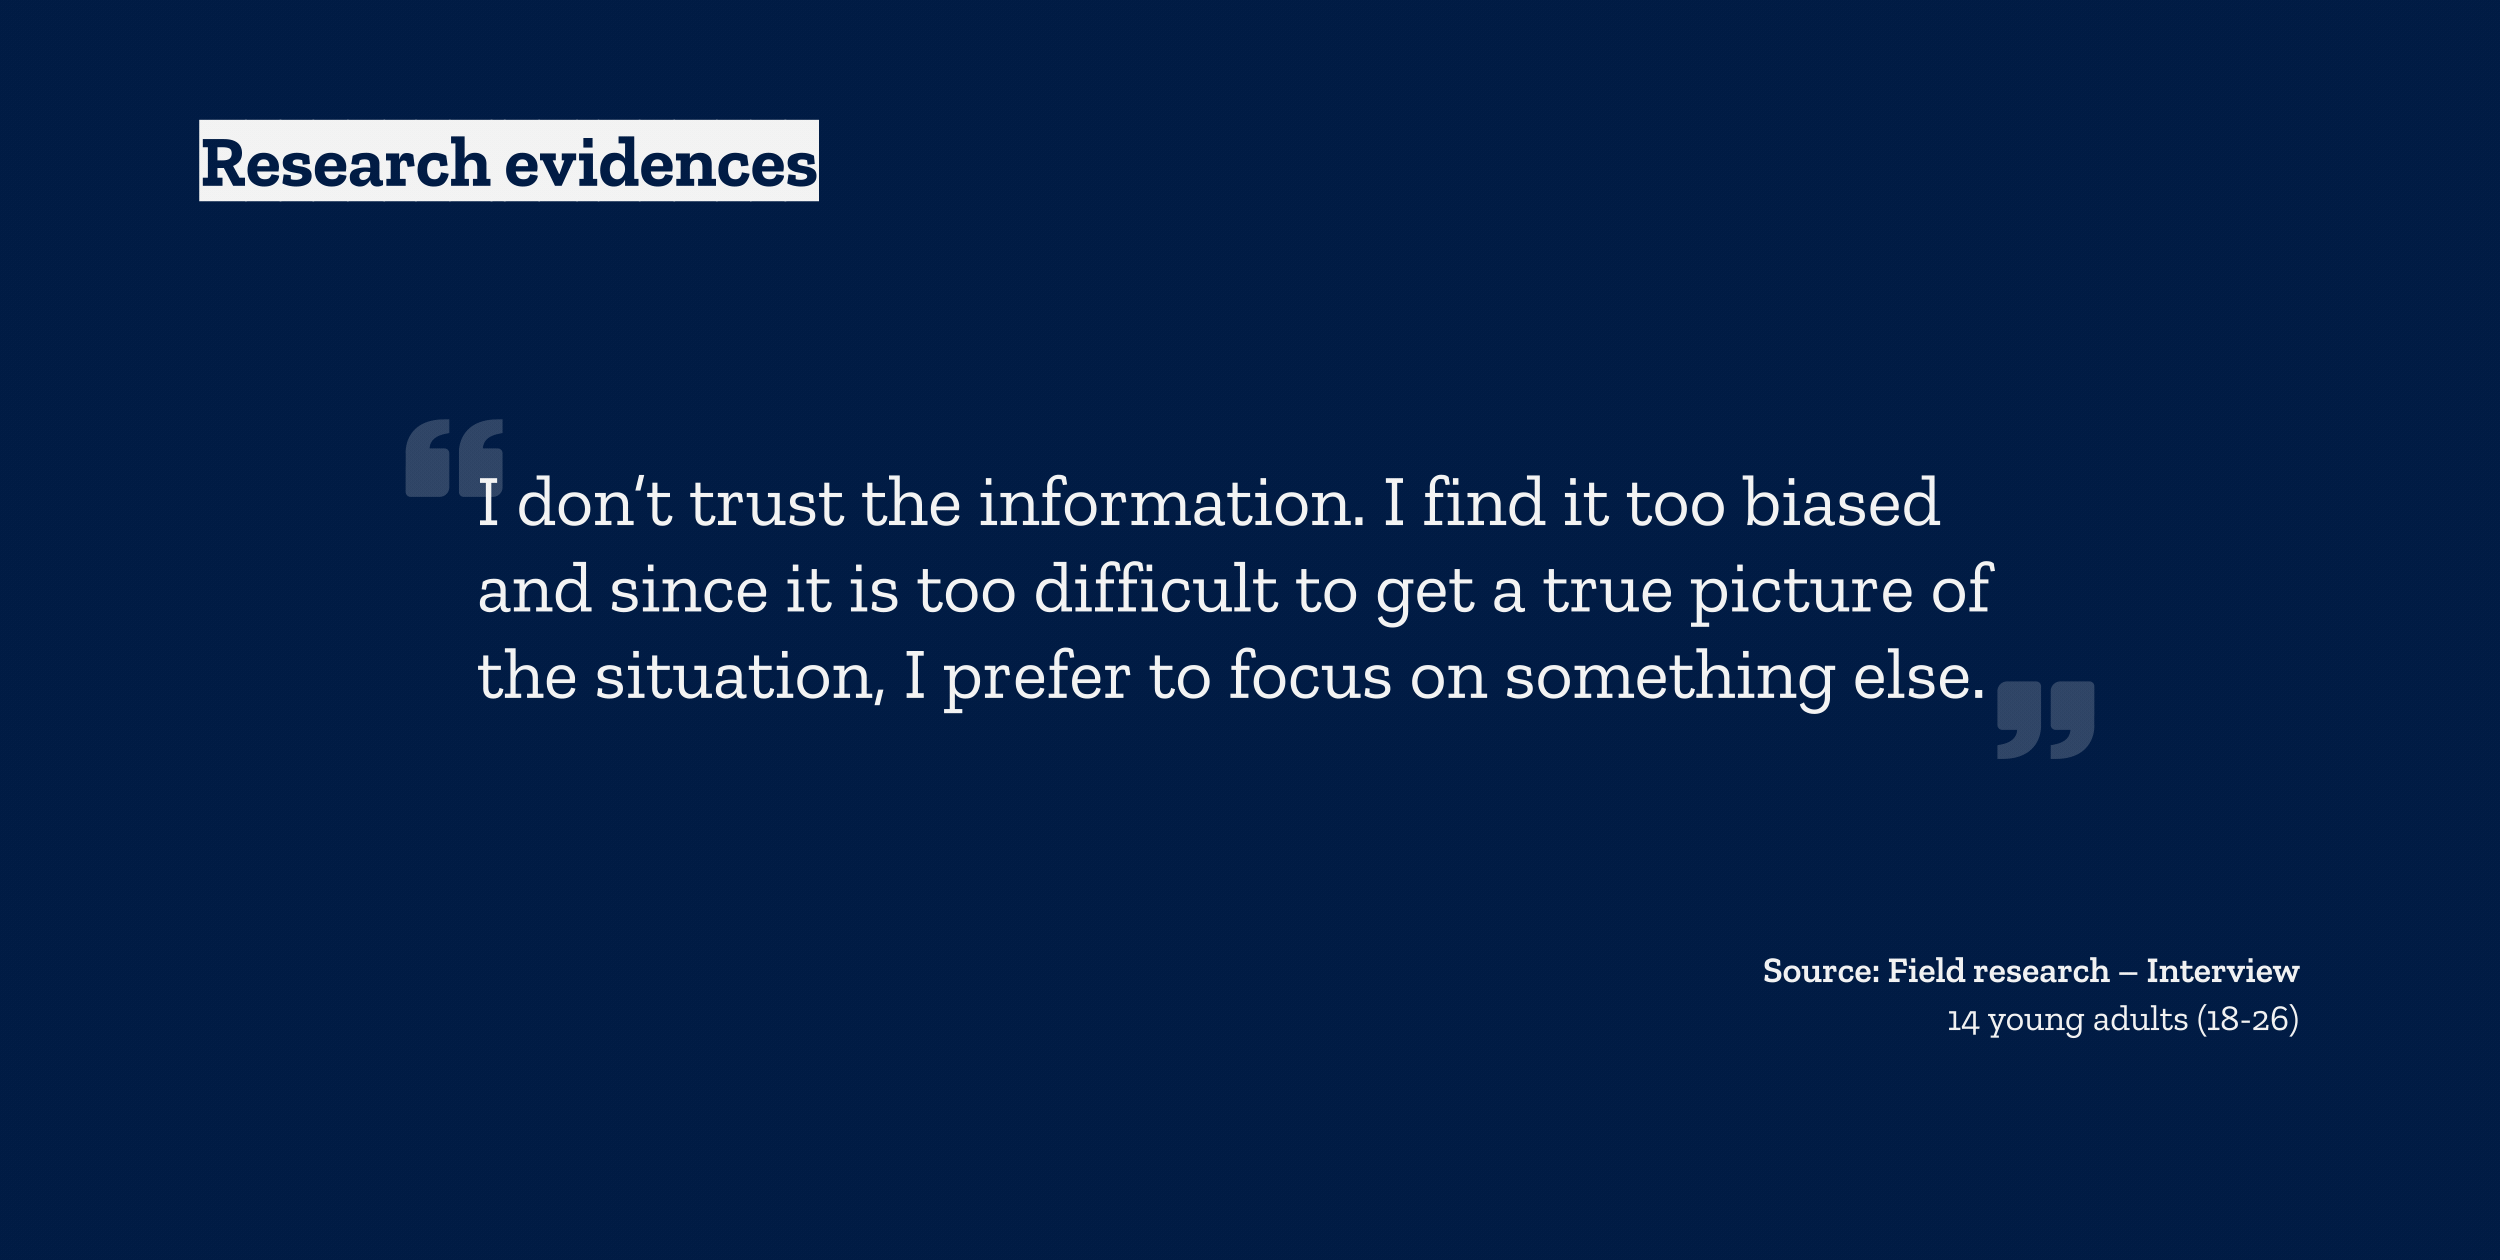 Research evidences
“
I don’t trust the information. I find it too biased
and since it is too difficult to get a true picture of
the situation, I prefer to focus on something else.
”
Source: Field research – Interview
14 young adults (18-26)